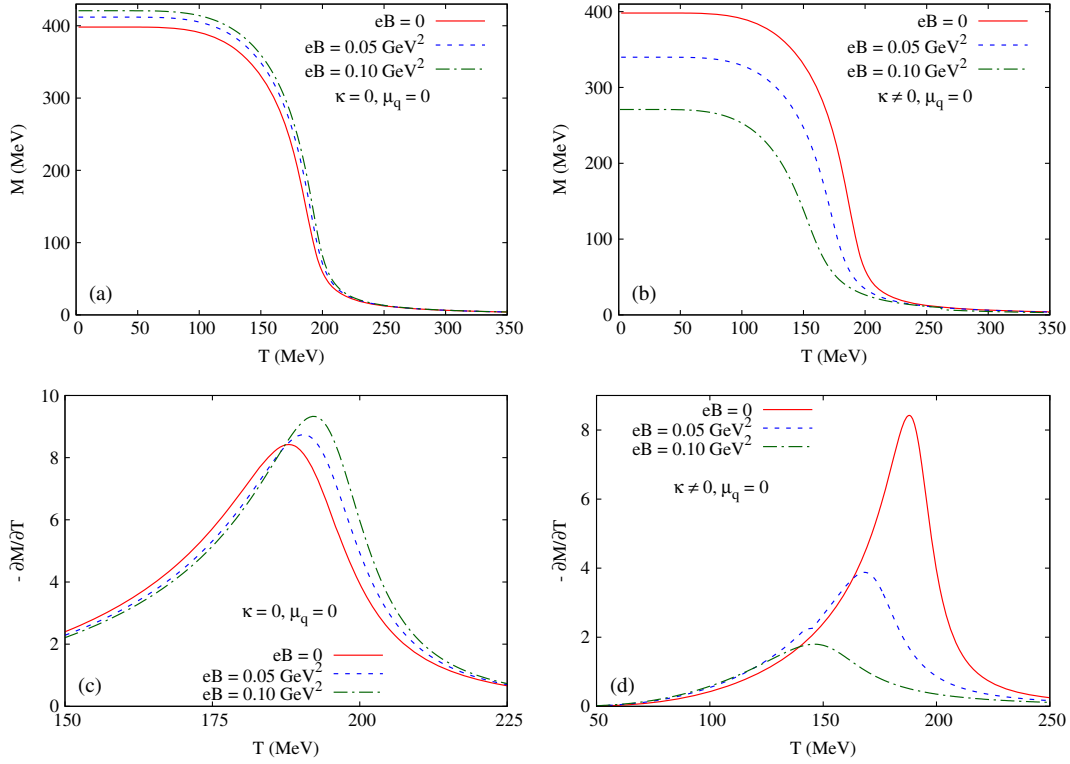 400
300
200
100
0
M (MeV)
eB = 0
eB = 0.05 GeV²
eB = 0.10 GeV²
κ = 0, μ_q = 0
(a)
0 50 100 150 200 250 300 350
T (MeV)
400
300
200
100
0
M (MeV)
eB = 0
eB = 0.05 GeV²
eB = 0.10 GeV²
κ ≠ 0, μ_q = 0
(b)
0 50 100 150 200 250 300 350
T (MeV)
10
8
6
4
2
0
- ∂M/∂T
κ = 0, μ_q = 0
eB = 0
eB = 0.05 GeV²
eB = 0.10 GeV²
(c)
150 175 200 225
T (MeV)
8
6
4
2
0
- ∂M/∂T
eB = 0
eB = 0.05 GeV²
eB = 0.10 GeV²
κ ≠ 0, μ_q = 0
(d)
50 100 150 200 250
T (MeV)